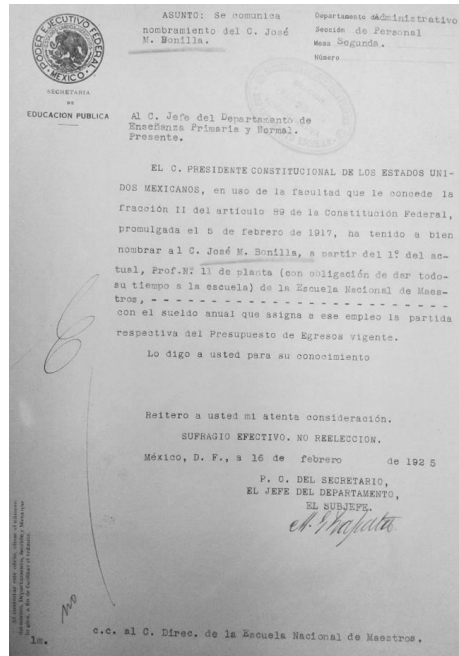 ASUNTO: Se comunica
nombramiento del C. José
M. Bonilla.
Departamento Administrativo
Sección de Personal
Mesa Segunda.
Número
PODER EJECUTIVO FEDERAL
MEXICO
SECRETARIA
DE
EDUCACION PUBLICA
Al C. Jefe del Departamento de
Enseñanza Primaria y Normal.
Presente.
EL C. PRESIDENTE CONSTITUCIONAL DE LOS ESTADOS UNI-
DOS MEXICANOS, en uso de la facultad que le concede la
fracción II del artículo 89 de la Constitución Federal,
promulgada el 5 de febrero de 1917, ha tenido a bien
nombrar al C. José M. Bonilla, a partir del 1º del ac-
tual, Prof.Nº 11 de planta (con obligación de dar todo-
su tiempo a la escuela) de la Escuela Nacional de Maes-
tros, - - - - - - - - - - - - - - - - - - - - - - - - -
con el sueldo anual que asigna a ese empleo la partida
respectiva del Presupuesto de Egresos vigente.
Lo digo a usted para su conocimiento
Reitero a usted mi atenta consideración.
SUFRAGIO EFECTIVO. NO REELECCION.
México, D. F., a 16 de febrero de 1925
P. O. DEL SECRETARIO,
EL JEFE DEL DEPARTAMENTO,
EL SUBJEFE.
c.c. al C. Direc. de la Escuela Nacional de Maestros.
lm.